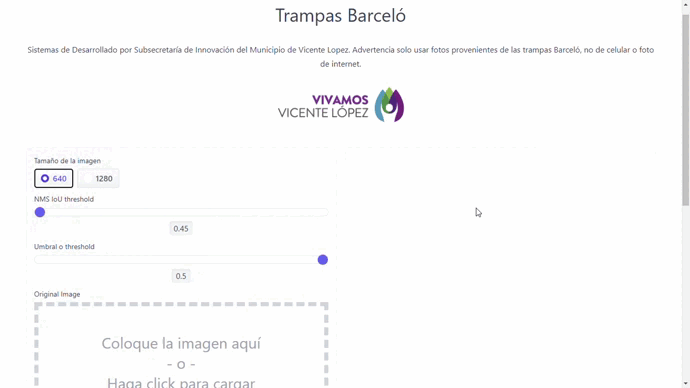 Trampas Barceló
Sistemas de Desarrollado por Subsecretaría de Innovación del Municipio de Vicente Lopez. Advertencia solo usar fotos provenientes de las trampas Barceló, no de celular o foto
de internet.
VIVAMOS
VICENTE LÓPEZ
Tamaño de la imagen
640 1280
NMS IoU threshold
0.45
Umbral o threshold
0.5
Original Image
Coloque la imagen aquí
- o -
Haga click para cargar